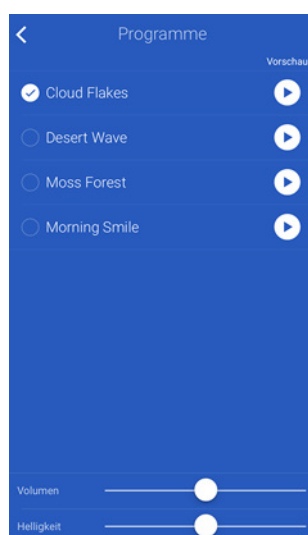 Programme
Vorschau
Cloud Flakes
Desert Wave
Moss Forest
Morning Smile
Volumen
Helligkeit